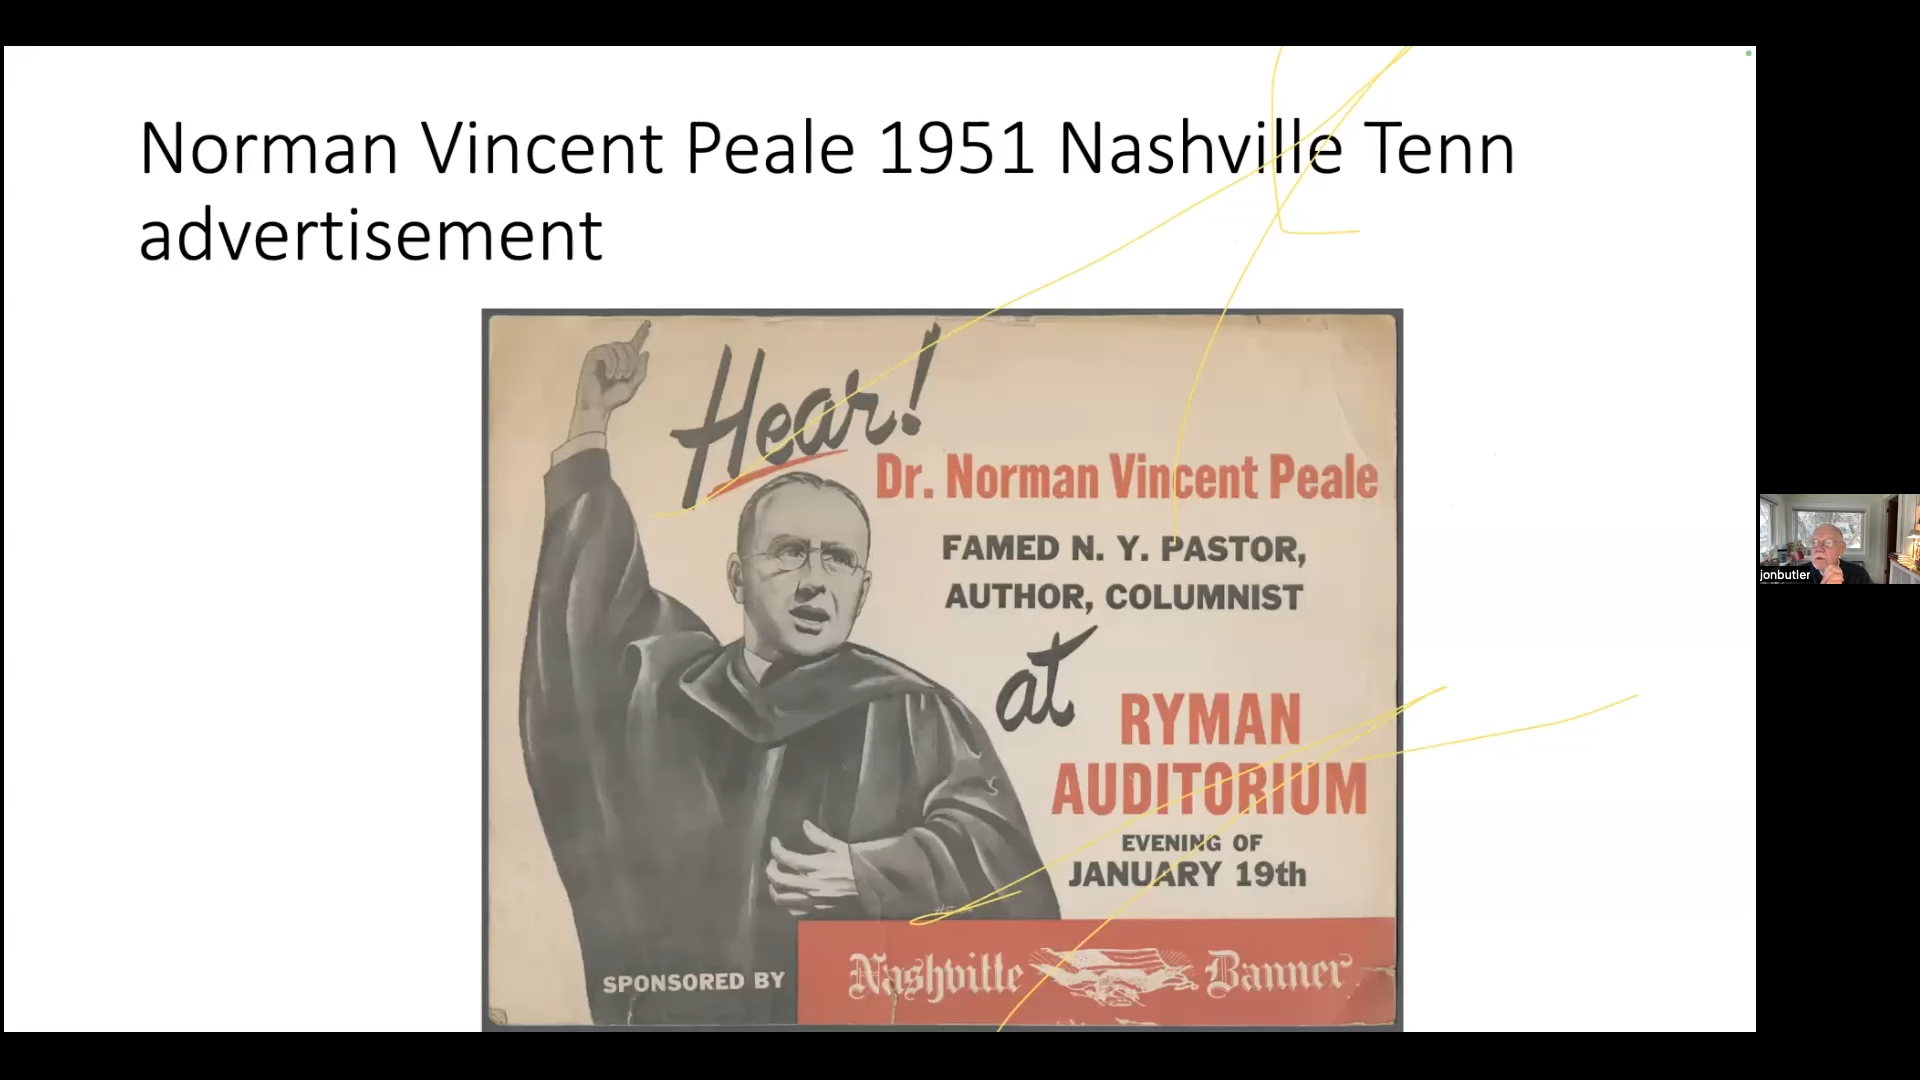 Norman Vincent Peale 1951 Nashville Tenn
advertisement
Hear!
Dr. Norman Vincent Peale
FAMED N. Y. PASTOR,
AUTHOR, COLUMNIST
at
RYMAN
AUDITORIUM
EVENING OF
JANUARY 19th
SPONSORED BY
Nashville Banner
jonbutler